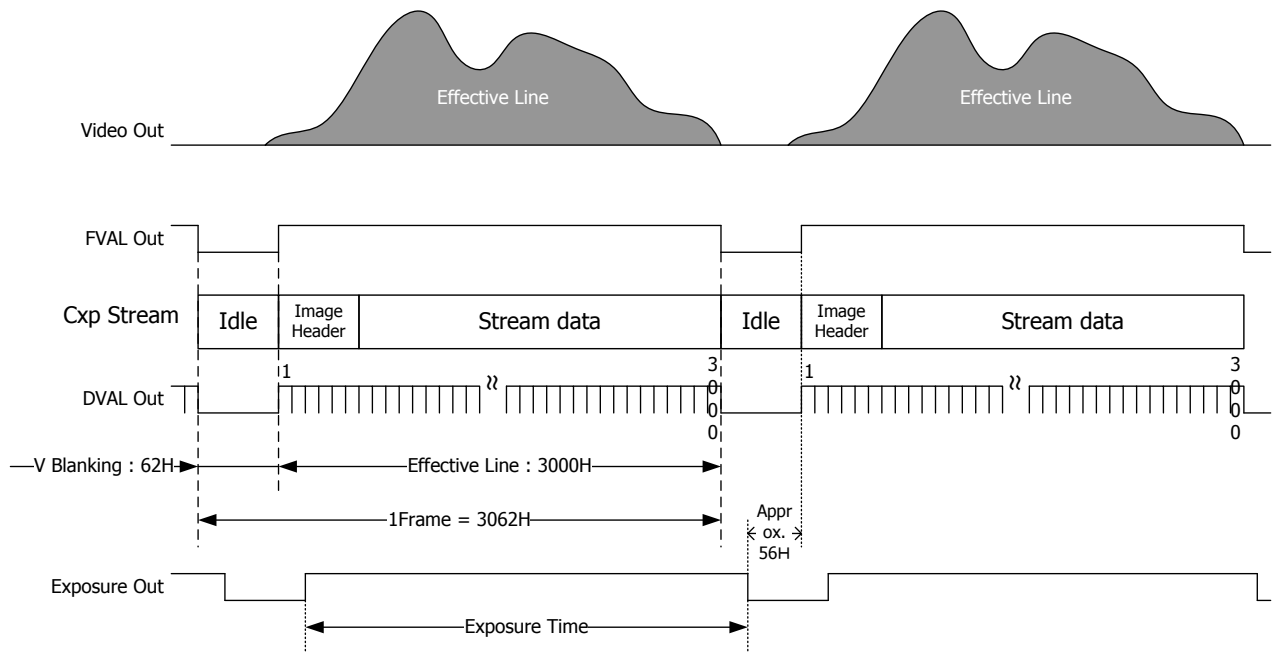 Effective Line
Effective Line
Video Out
FVAL Out
Cxp Stream
Idle
Image
Header
Stream data
Idle
Image
Header
Stream data
DVAL Out
1
≈
3
0
0
0
1
≈
3
0
0
0
V Blanking : 62H
Effective Line : 3000H
1Frame = 3062H
Appr
ox.
56H
Exposure Out
Exposure Time